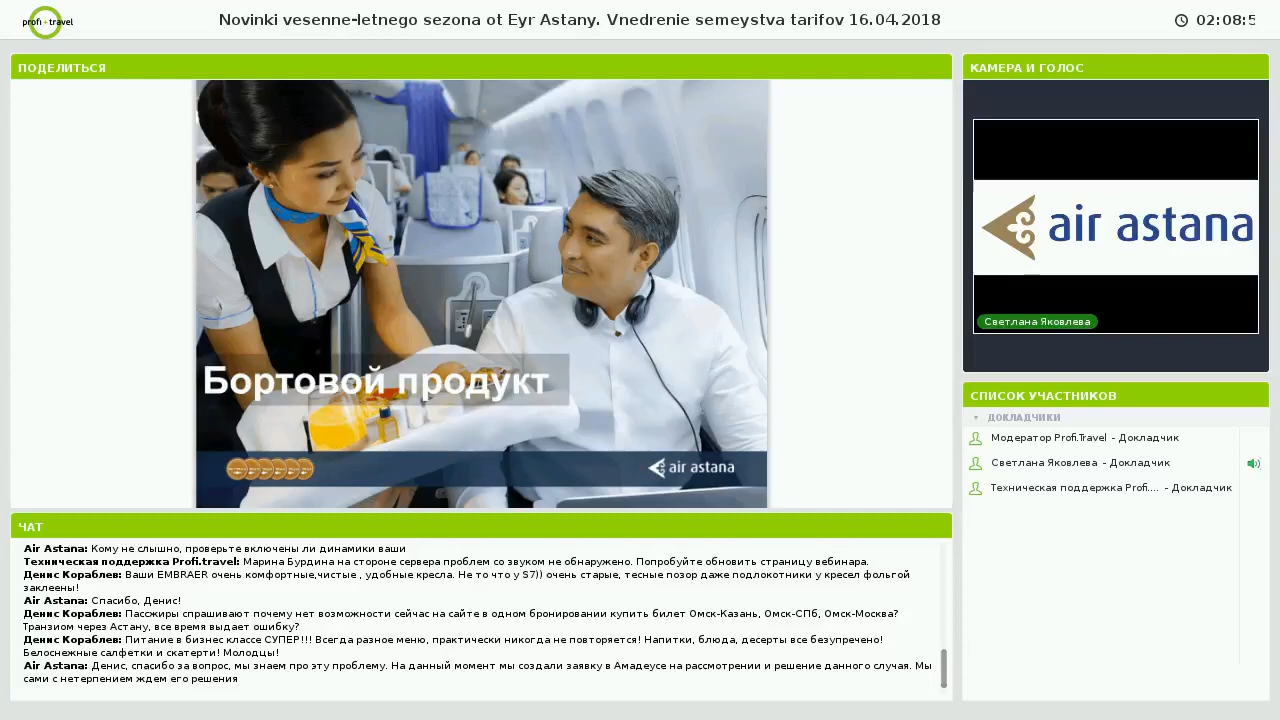 profi travel
Novinki vesenne-letnego sezona ot Eyr Astany. Vnedrenie semeystva tarifov 16.04.2018
02:08:5
ПОДЕЛИТЬСЯ
Бортовой продукт
air astana
ЧАТ
Air Astana: Кому не слышно, проверьте включены ли динамики ваши
Техническая поддержка Profi.travel: Марина Бурдина на стороне сервера проблем со звуком не обнаружено. Попробуйте обновить страницу вебинара.
Денис Кораблев: Ваши EMBRAER очень комфортные,чистые , удобные кресла. Не то что у S7)) очень старые, тесные позор даже подлокотники у кресел фольгой
заклеены!
Air Astana: Спасибо, Денис!
Денис Кораблев: Пассжиры спрашивают почему нет возможности сейчас на сайте в одном бронировании купить билет Омск-Казань, Омск-СПб, Омск-Москва?
Транзиом через Астану, все время выдает ошибку?
Денис Кораблев: Питание в бизнес классе СУПЕР!!! Всегда разное меню, практически никогда не повторяется! Напитки, блюда, десерты все безупречено!
Белоснежные салфетки и скатерти! Молодцы!
Air Astana: Денис, спасибо за вопрос, мы знаем про эту проблему. На данный момент мы создали заявку в Амадеусе на рассмотрении и решение данного случая. Мы
сами с нетерпением ждем его решения
КАМЕРА И ГОЛОС
air astana
Светлана Яковлева
СПИСОК УЧАСТНИКОВ
ДОКЛАДЧИКИ
Модератор Profi.Travel - Докладчик
Светлана Яковлева - Докладчик
Техническая поддержка Profi.... - Докладчик